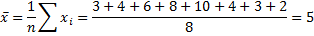 x̄ = 1/n ∑ xᵢ = (3 + 4 + 6 + 8 + 10 + 4 + 3 + 2)/8 = 5